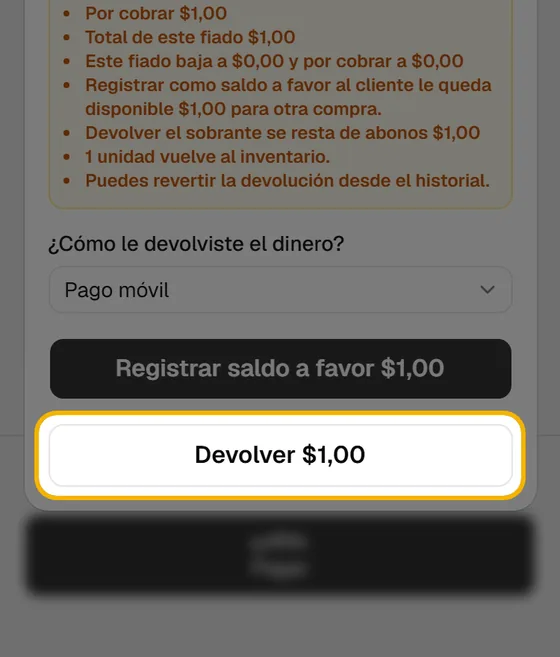 Por cobrar $1,00
Total de este fiado $1,00
Este fiado baja a $0,00 y por cobrar a $0,00
Registrar como saldo a favor al cliente le queda
disponible $1,00 para otra compra.
Devolver el sobrante se resta de abonos $1,00
1 unidad vuelve al inventario.
Puedes revertir la devolución desde el historial.
¿Cómo le devolviste el dinero?
Pago móvil
Registrar saldo a favor $1,00
Devolver $1,00